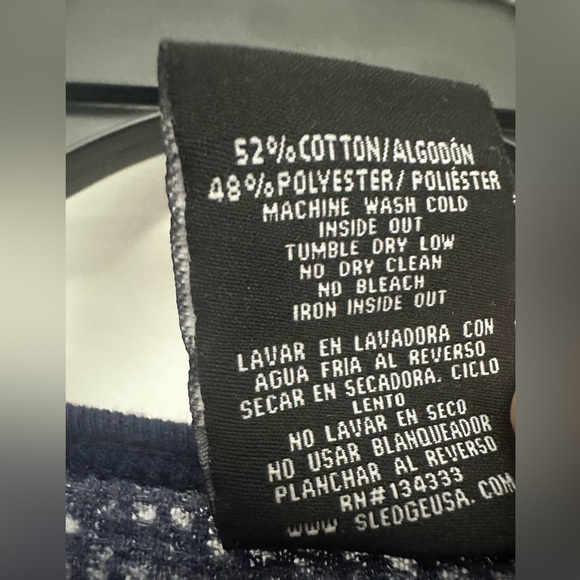 52%COTTON/ALGODÓN
48%POLYESTER/POLIÉSTER
MACHINE WASH COLD
INSIDE OUT
TUMBLE DRY LOW
NO DRY CLEAN
NO BLEACH
IRON INSIDE OUT
LAVAR EN LAVADORA CON
AGUA FRIA AL REVERSO
SECAR EN SECADORA. CICLO
LENTO
NO LAVAR EN SECO
NO USAR BLANQUEADOR
PLANCHAR AL REVERSO
RN#134333
WWW SLEDGEUSA.COM